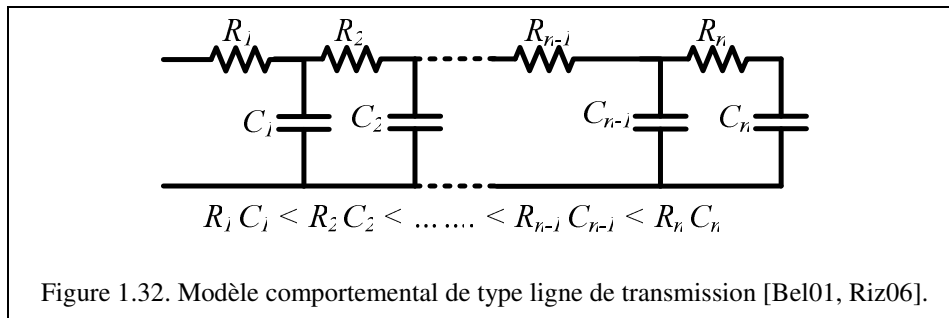 R1 R2 Rn-1 Rn
C1 C2 Cn-1 Cn
R1 C1 < R2 C2 < ... .... < Rn-1 Cn-1 < Rn Cn
Figure 1.32. Modèle comportemental de type ligne de transmission [Bel01, Riz06].